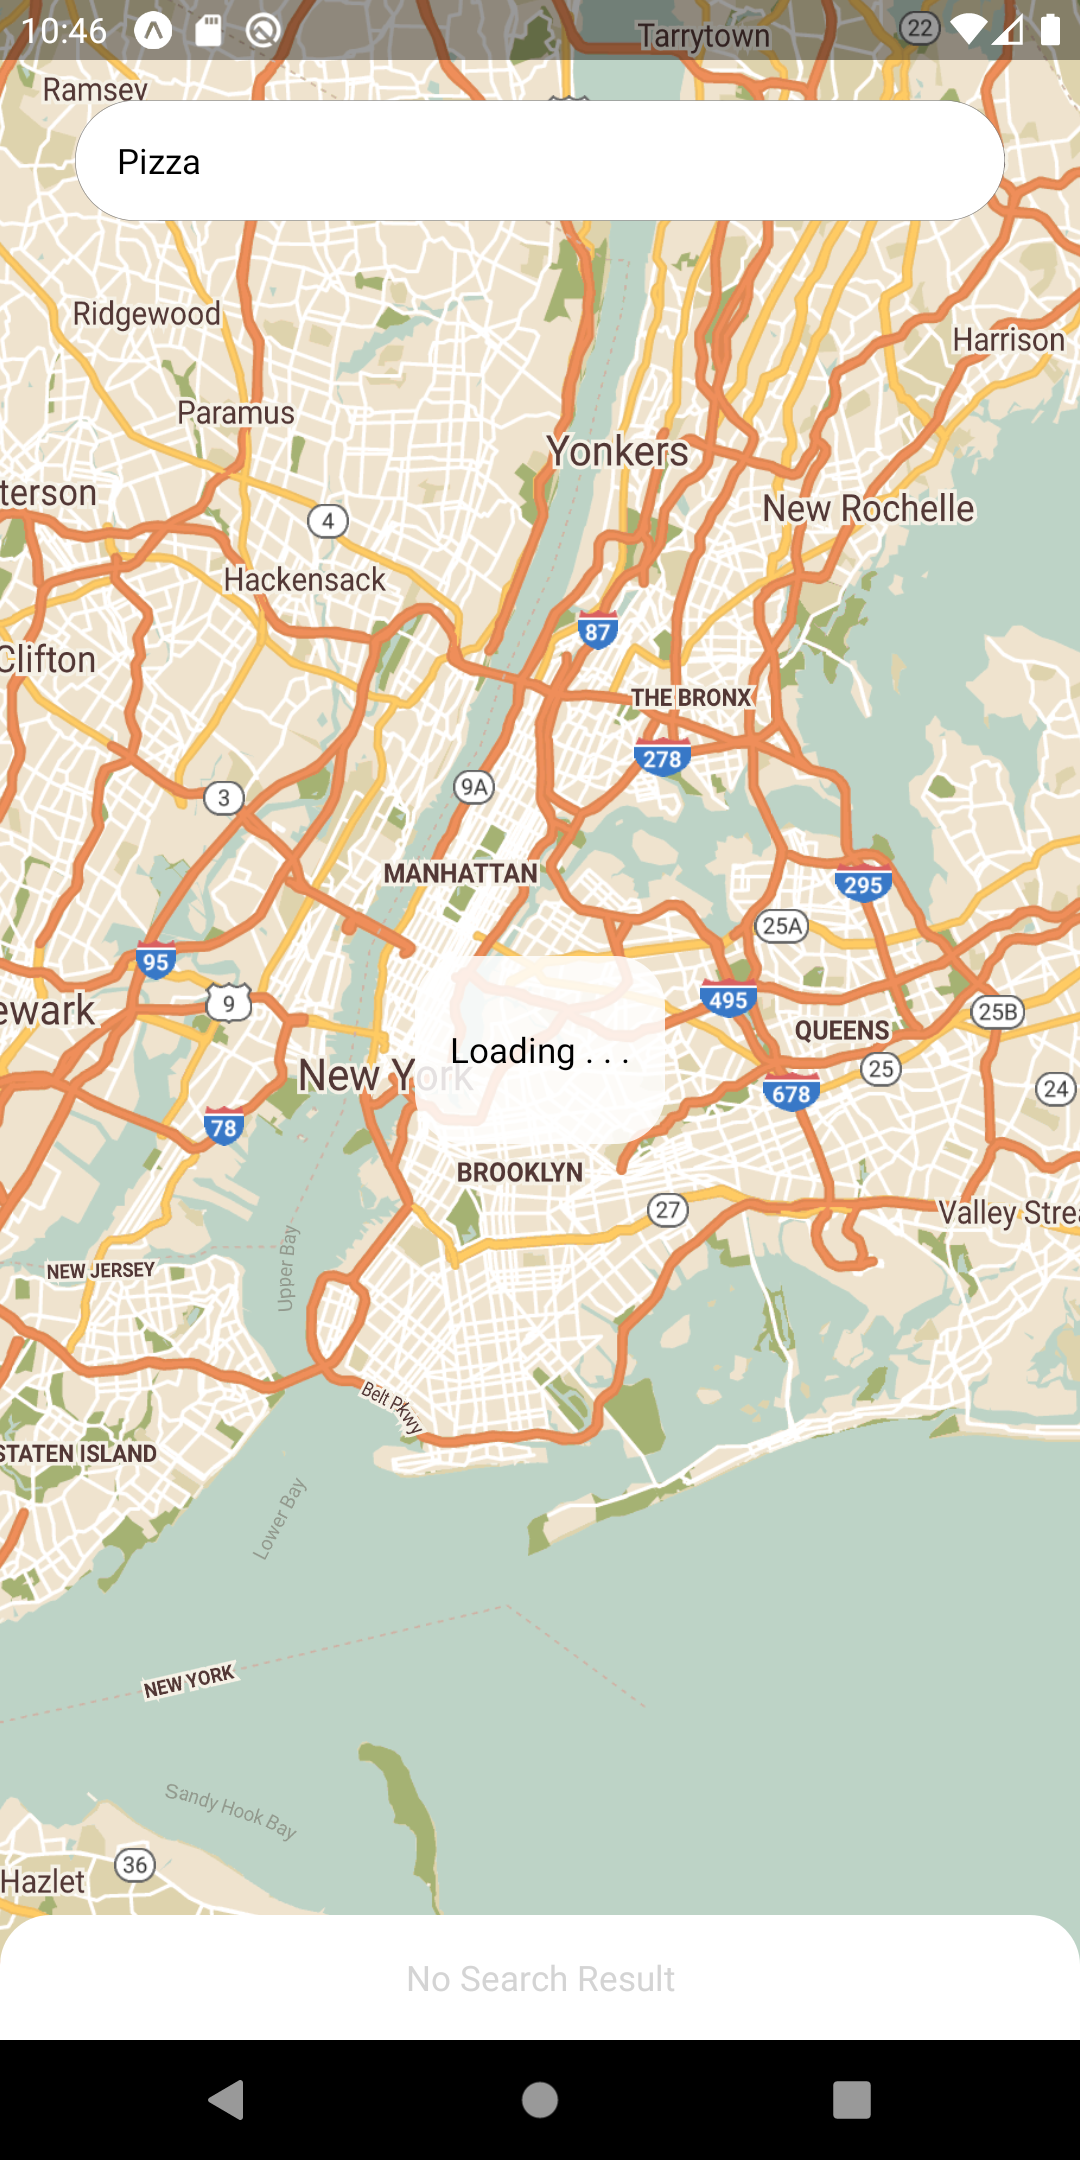 10:46
Tarrytown
22
Ramsey
Pizza
Ridgewood
Harrison
Paramus
Yonkers
terson
New Rochelle
4
Hackensack
87
Clifton
THE BRONX
278
9A
3
MANHATTAN
295
25A
95
495
9
25B
ewark
QUEENS
Loading . . .
25
New York
24
678
78
BROOKLYN
27
Valley Strea
Upper Bay
NEW JERSEY
Belt Pkwy
STATEN ISLAND
Lower Bay
NEW YORK
Sandy Hook Bay
36
Hazlet
No Search Result